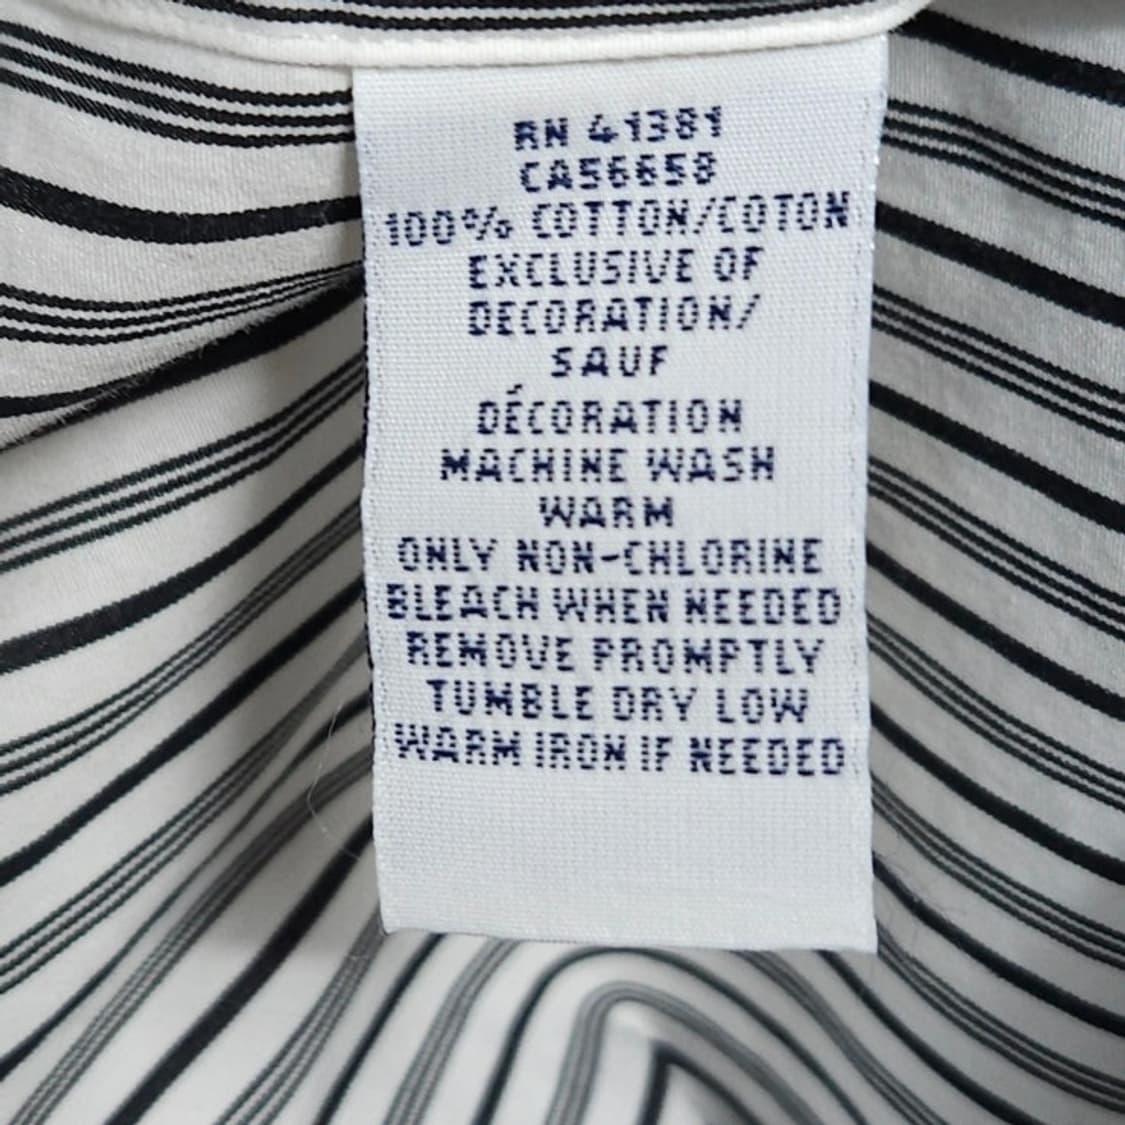 RN 41381
CA56658
100% COTTON/COTON
EXCLUSIVE OF
DECORATION/
SAUF
DÉCORATION
MACHINE WASH
WARM
ONLY NON-CHLORINE
BLEACH WHEN NEEDED
REMOVE PROMPTLY
TUMBLE DRY LOW
WARM IRON IF NEEDED